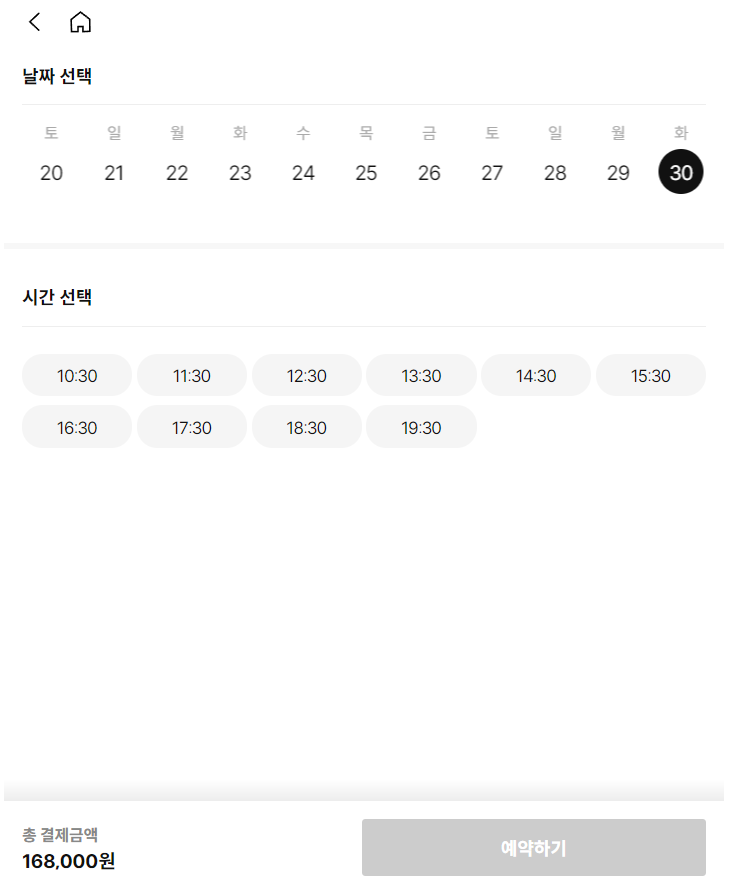 날짜 선택
토 일 월 화 수 목 금 토 일 월 화
20 21 22 23 24 25 26 27 28 29 30
시간 선택
10:30 11:30 12:30 13:30 14:30 15:30
16:30 17:30 18:30 19:30
총 결제금액
168,000원
예약하기